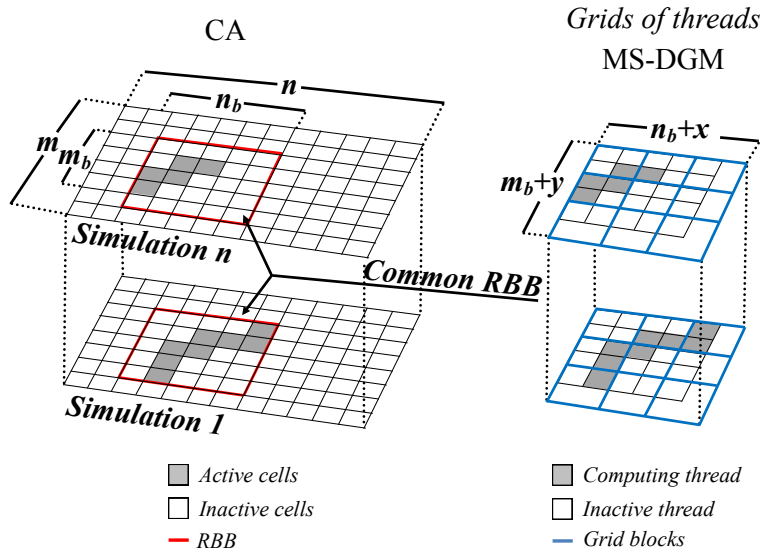 CA
Grids of threads
MS-DGM
n
n_b
m
m_b
n_b+x
m_b+y
Simulation n
Common RBB
Simulation 1
Active cells
Inactive cells
RBB
Computing thread
Inactive thread
Grid blocks